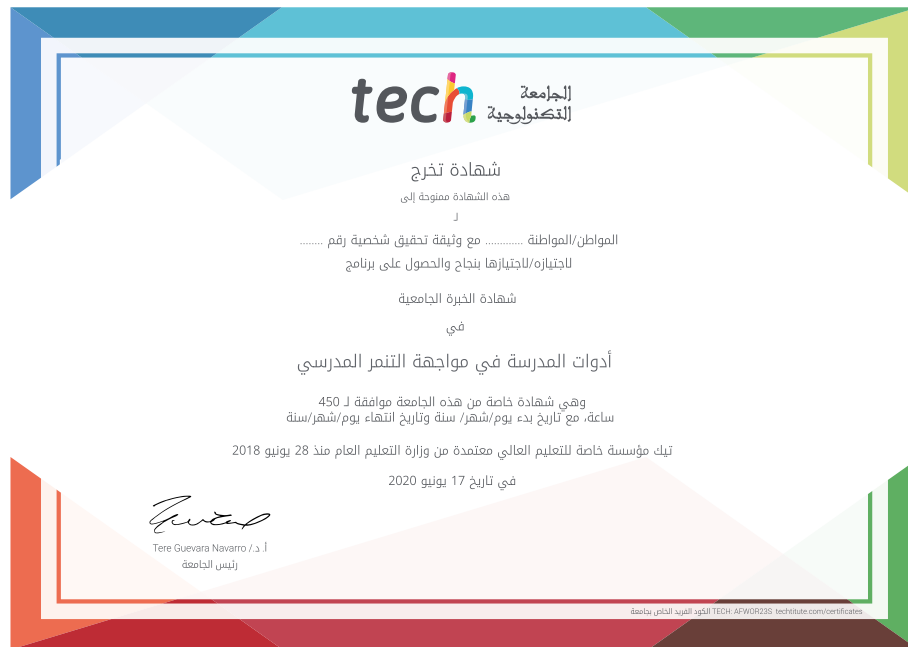 tech الجامعة
التكنولوجية
شهادة تخرج
هذه الشهادة ممنوحة إلى
لـ
المواطن/المواطنة ............ مع وثيقة تحقيق شخصية رقم ........
لاجتيازه/لاجتيازها بنجاح والحصول على برنامج
شهادة الخبرة الجامعية
في
أدوات المدرسة في مواجهة التنمر المدرسي
وهي شهادة خاصة من هذه الجامعة موافقة لـ 450
ساعة، مع تاريخ بدء يوم/شهر/ سنة وتاريخ انتهاء يوم/شهر/سنة
تيك مؤسسة خاصة للتعليم العالي معتمدة من وزارة التعليم العام منذ 28 يونيو 2018
في تاريخ 17 يونيو 2020
أ. د./ Tere Guevara Navarro
رئيس الجامعة
الكود الفريد الخاص بجامعة TECH: AFWOR23S techtitute.com/certificates